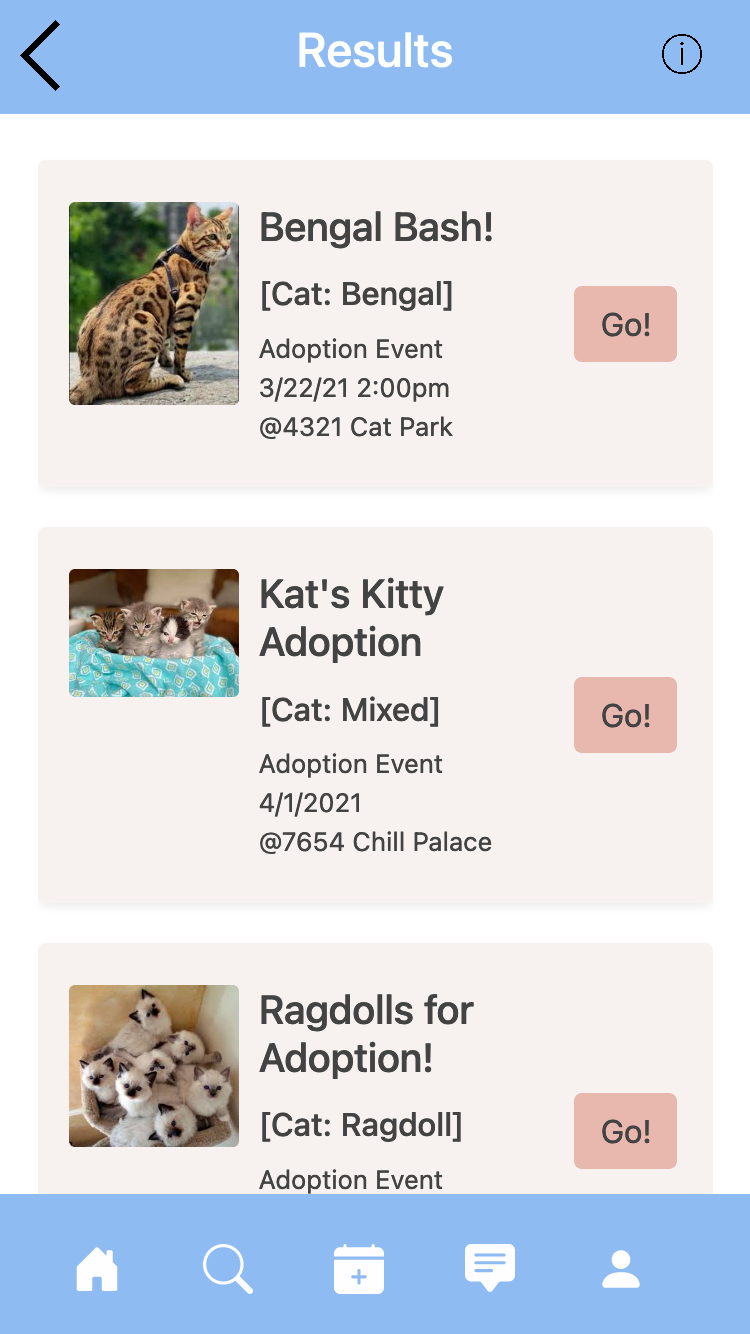 Results
Bengal Bash!
[Cat: Bengal]
Adoption Event
3/22/21 2:00pm
@4321 Cat Park
Go!
Kat's Kitty
Adoption
[Cat: Mixed]
Adoption Event
4/1/2021
@7654 Chill Palace
Go!
Ragdolls for
Adoption!
[Cat: Ragdoll]
Adoption Event
Go!